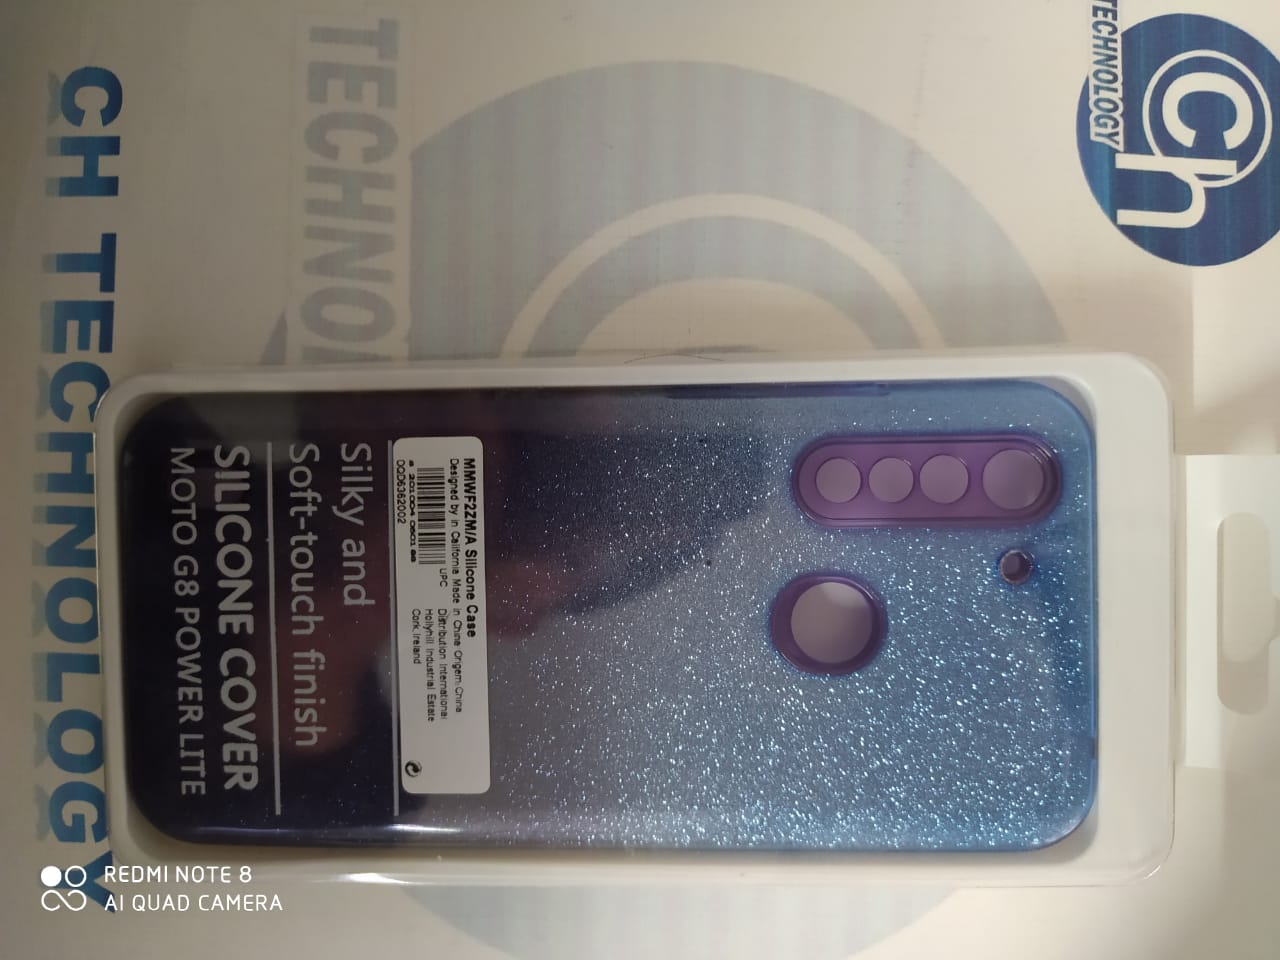 CH TECHNOLOGY
TECHNOLOGY
ch
TECHNO
MMWF2ZM/A Silicone Case
Designed by in California Made in China Origem: China
UPC
Distribution International
Hollyhill Industrial Estate
Cork, Ireland
DQD6362002
Silky and
Soft-touch finish
SILICONE COVER
MOTO G8 POWER LITE
REDMI NOTE 8
AI QUAD CAMERA